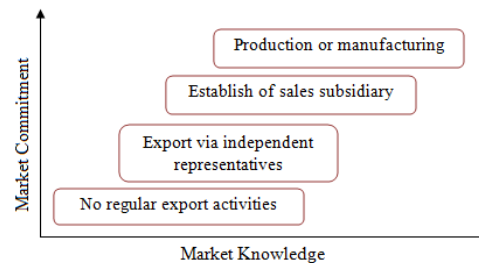 Production or manufacturing
Establish of sales subsidiary
Export via independent
representatives
No regular export activities
Market Commitment
Market Knowledge